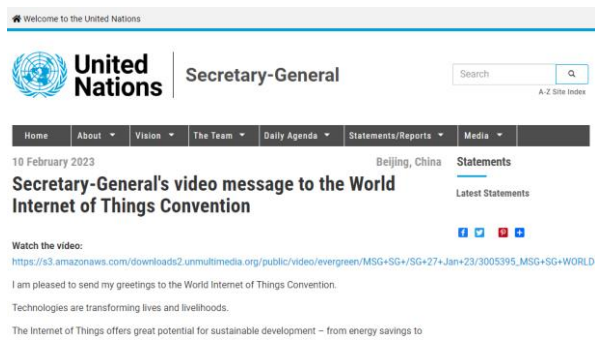 Welcome to the United Nations
United
Nations
Secretary-General
Search
A-Z Site Index
Home About Vision The Team Daily Agenda Statements/Reports Media
10 February 2023 Beijing, China
Statements
Secretary-General's video message to the World
Internet of Things Convention
Latest Statements
Watch the video:
https://s3.amazonaws.com/downloads2.unmultimedia.org/public/video/evergreen/MSG+SG+/SG+27+Jan+23/3005395_MSG+SG+WORLD
I am pleased to send my greetings to the World Internet of Things Convention.
Technologies are transforming lives and livelihoods.
The Internet of Things offers great potential for sustainable development – from energy savings to